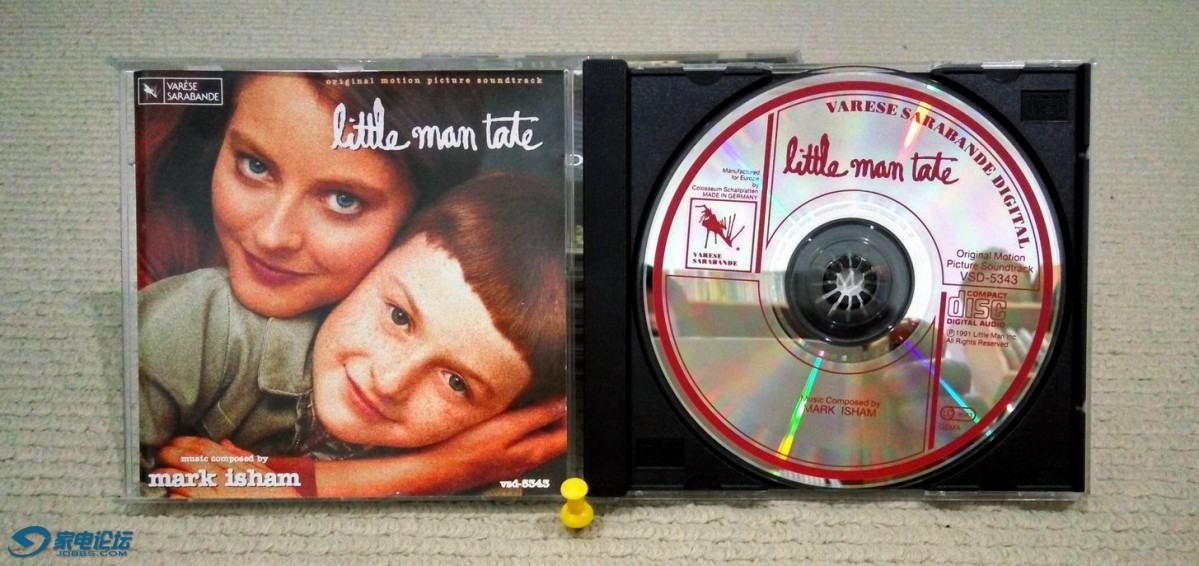 VARÈSE
SARABANDE
original motion picture soundtrack
little man tate
music composed by
mark isham
vsd-5343
VARESE SARABANDE DIGITAL
little man tate
Manufactured
for Europe
by
Colosseum Schallplatten
MADE IN GERMANY
VARESE
SARABANDE
Original Motion
Picture Soundtrack
VSD-5343
COMPACT
disc
DIGITAL AUDIO
℗ 1991 Little Man Inc.
All Rights Reserved
Music Composed by
MARK ISHAM
GEMA
家电论坛
JDBBS.COM